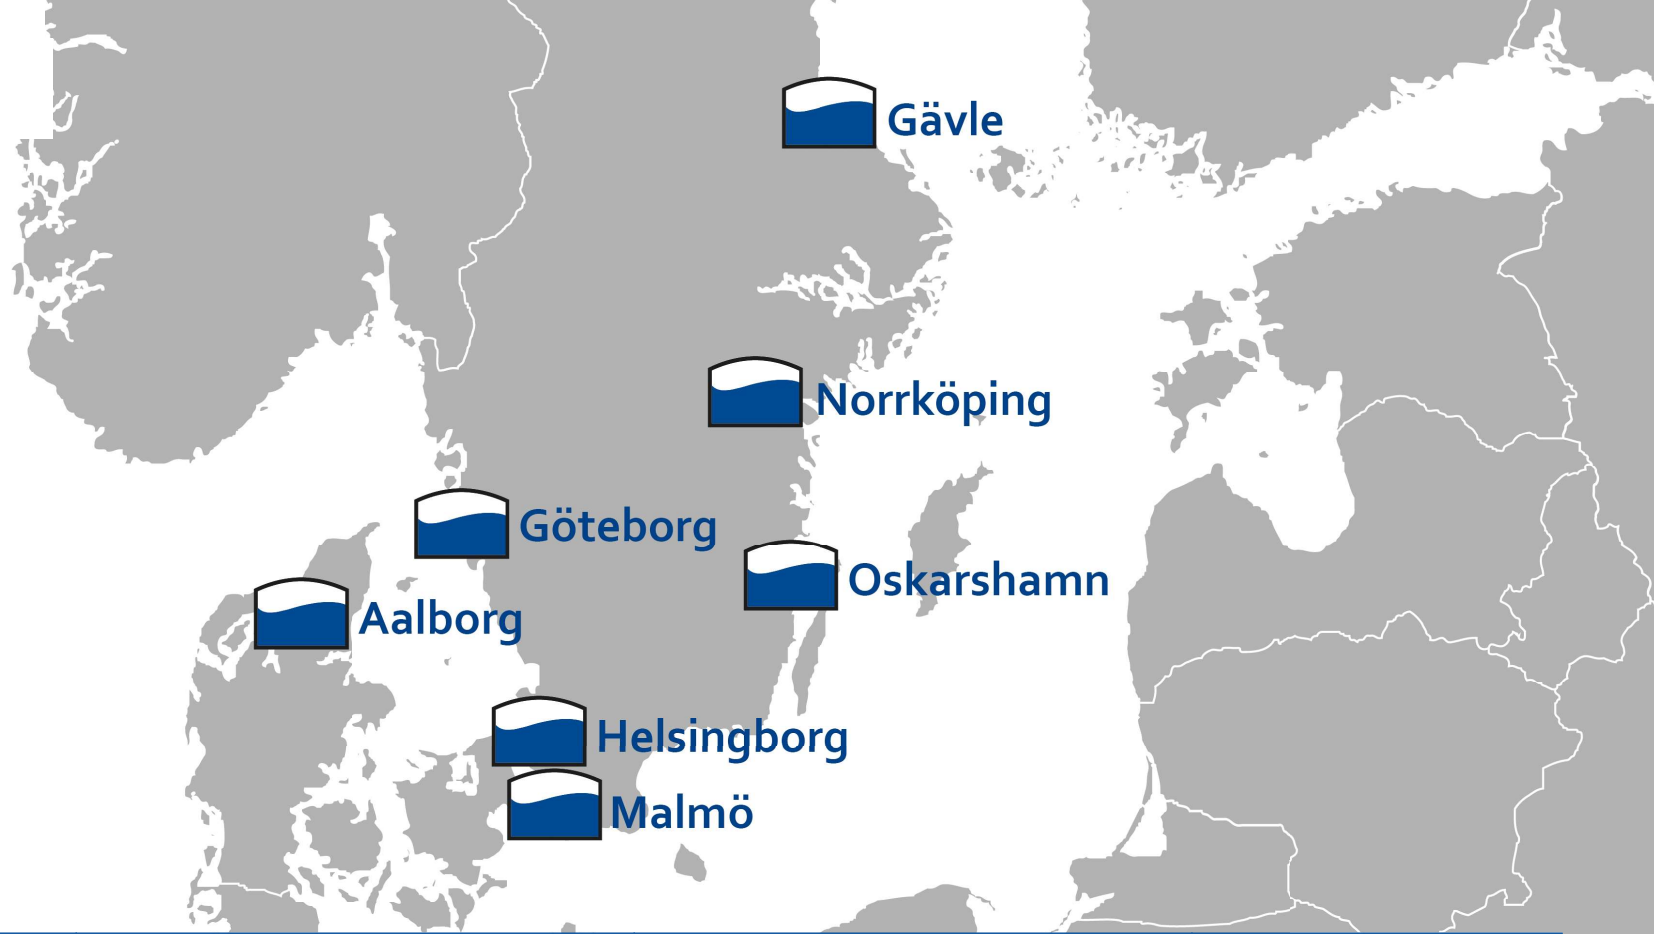 Gävle
Norrköping
Göteborg
Oskarshamn
Aalborg
Helsingborg
Malmö